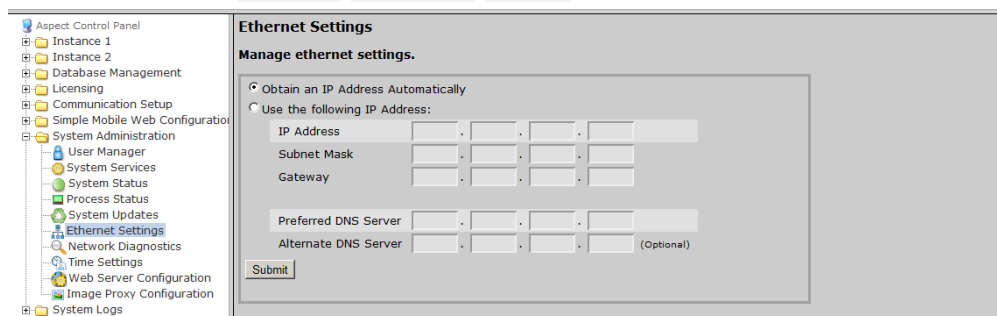 Aspect Control Panel
Instance 1
Instance 2
Database Management
Licensing
Communication Setup
Simple Mobile Web Configuratio
System Administration
User Manager
System Services
System Status
Process Status
System Updates
Ethernet Settings
Network Diagnostics
Time Settings
Web Server Configuration
Image Proxy Configuration
System Logs
Ethernet Settings
Manage ethernet settings.
Obtain an IP Address Automatically
Use the following IP Address:
IP Address . . .
Subnet Mask . . .
Gateway . . .
Preferred DNS Server . . .
Alternate DNS Server . . . (Optional)
Submit